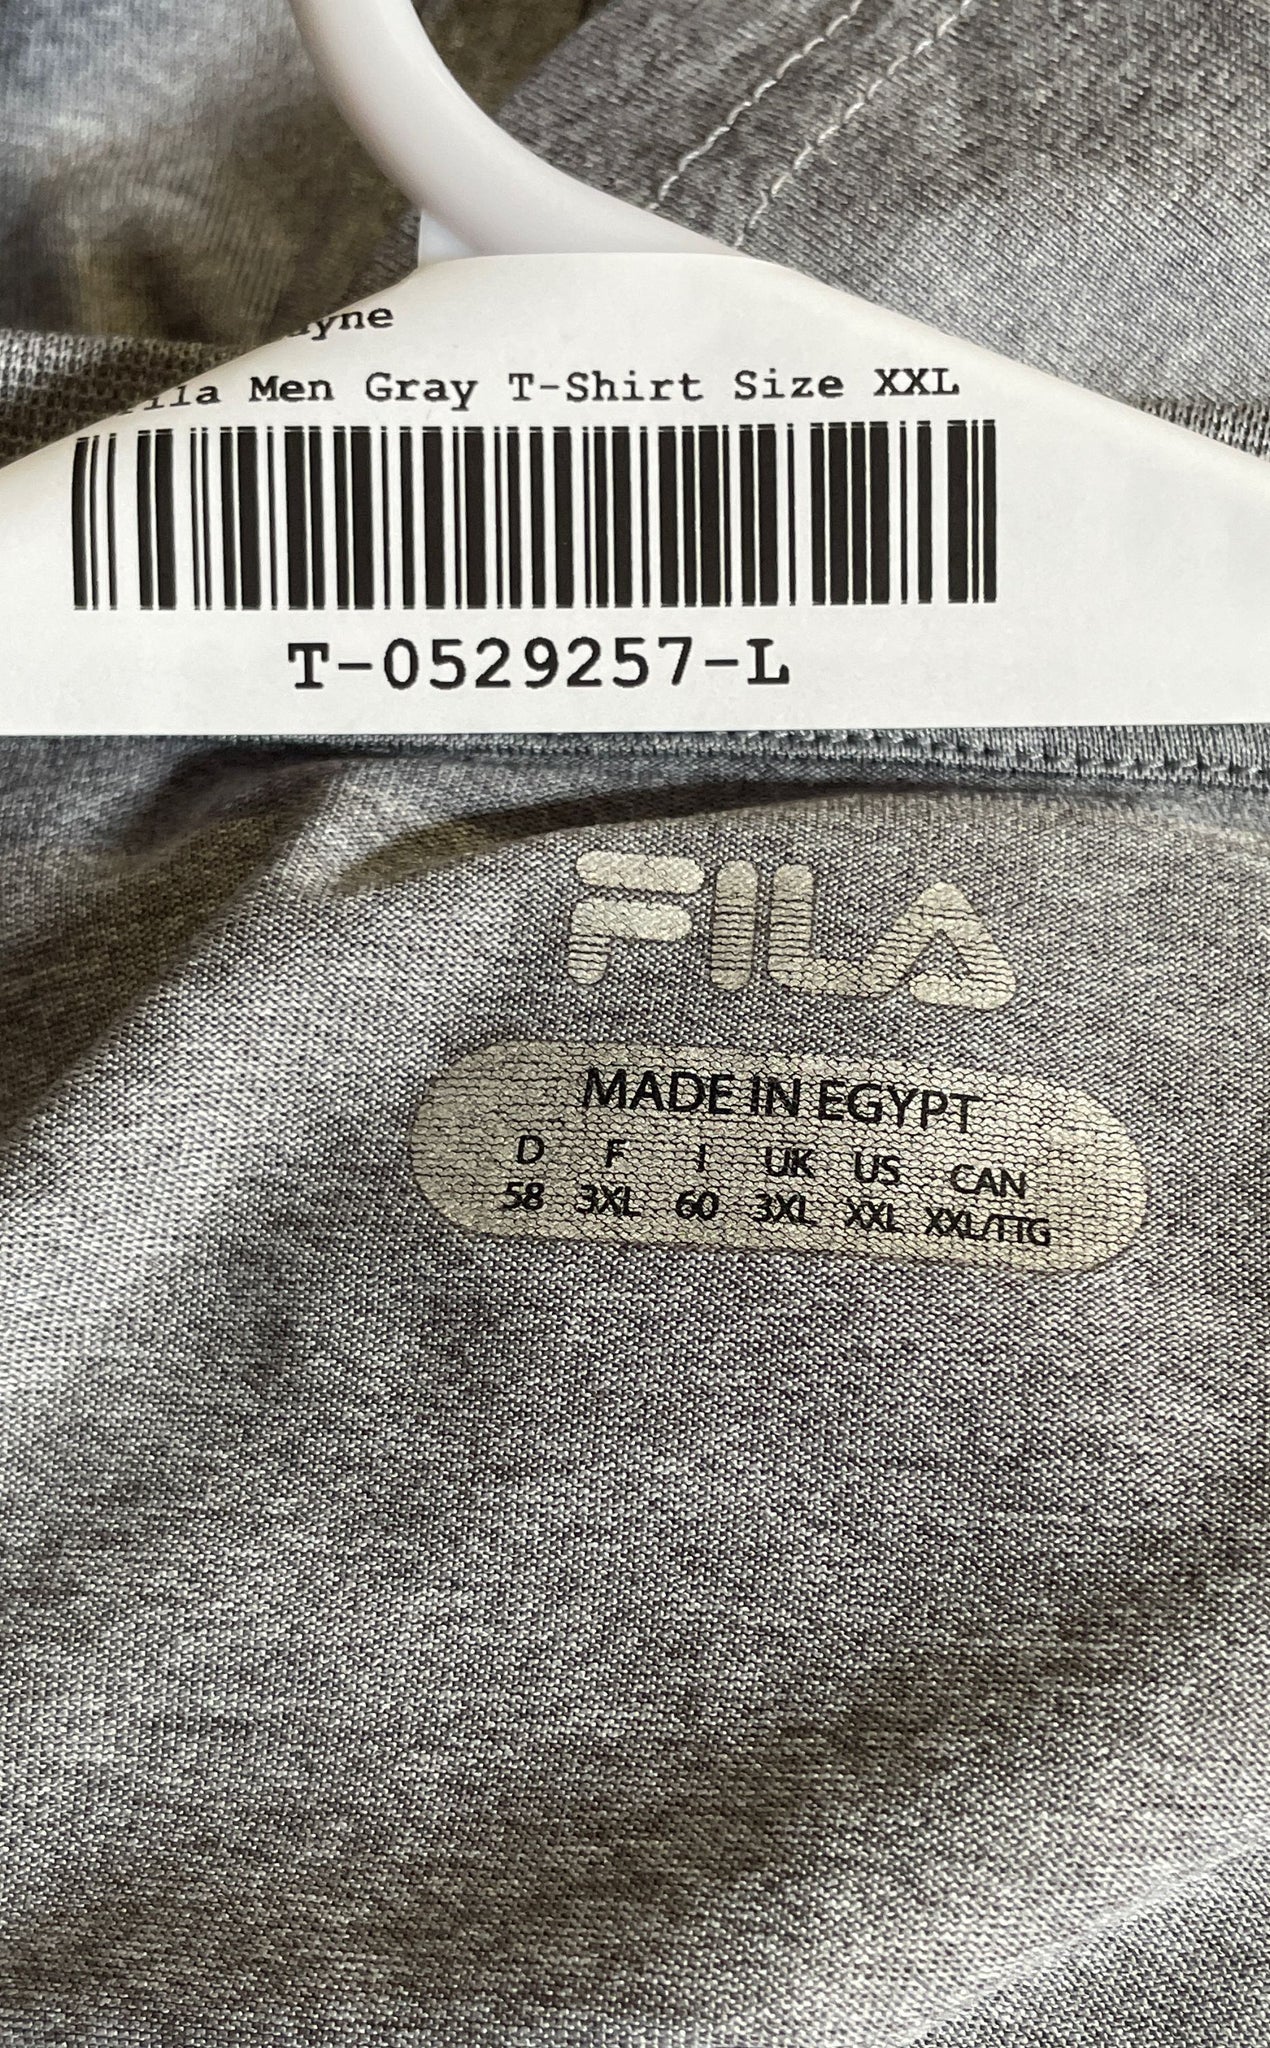 Men Gray T-Shirt Size XXL
T-0529257-L
FILA
MADE IN EGYPT
D F I UK US CAN
58 3XL 60 3XL XXL XXL/TTG